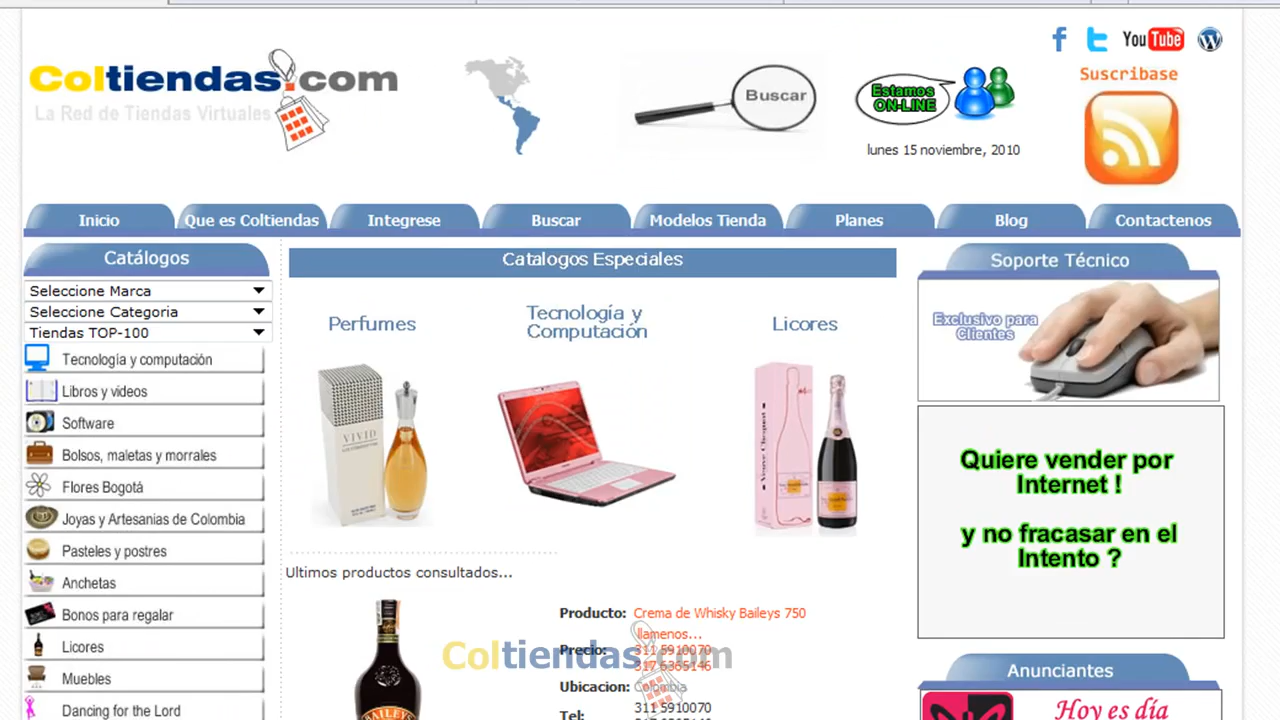 Coltiendas.com
La Red de Tiendas Virtuales
Buscar
Estamos
ON-LINE
lunes 15 noviembre, 2010
You Tube
Suscribase
Inicio
Que es Coltiendas
Integrese
Buscar
Modelos Tienda
Planes
Blog
Contactenos
Catálogos
Seleccione Marca
Seleccione Categoria
Tiendas TOP-100
Tecnología y computación
Libros y videos
Software
Bolsos, maletas y morrales
Flores Bogotá
Joyas y Artesanias de Colombia
Pasteles y postres
Anchetas
Bonos para regalar
Licores
Muebles
Dancing for the Lord
Catalogos Especiales
Perfumes
Tecnología y
Computación
Licores
VIVID
Veuve Clicquot
Ultimos productos consultados...
BAILEYS
Producto: Crema de Whisky Baileys 750
llamenos...
Precio: 311 5910070
317 6365146
Coltiendas.com
Ubicacion: Colombia
Tel: 311 5910070
Soporte Técnico
Exclusivo para
Clientes
Quiere vender por
Internet !
y no fracasar en el
Intento ?
Anunciantes
Hoy es día